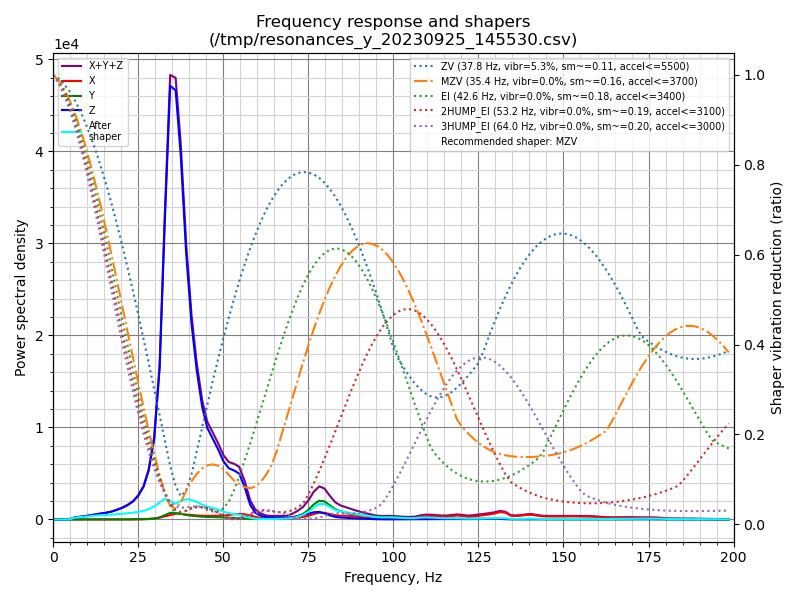 Frequency response and shapers
(/tmp/resonances_y_20230925_145530.csv)
1e4
X+Y+Z
X
Y
Z
After
shaper
ZV (37.8 Hz, vibr=5.3%, sm~=0.11, accel<=5500)
MZV (35.4 Hz, vibr=0.0%, sm~=0.16, accel<=3700)
EI (42.6 Hz, vibr=0.0%, sm~=0.18, accel<=3400)
2HUMP_EI (53.2 Hz, vibr=0.0%, sm~=0.19, accel<=3100)
3HUMP_EI (64.0 Hz, vibr=0.0%, sm~=0.20, accel<=3000)
Recommended shaper: MZV
Power spectral density
5
4
3
2
1
0
1.0
0.8
0.6
0.4
0.2
0.0
Shaper vibration reduction (ratio)
0 25 50 75 100 125 150 175 200
Frequency, Hz